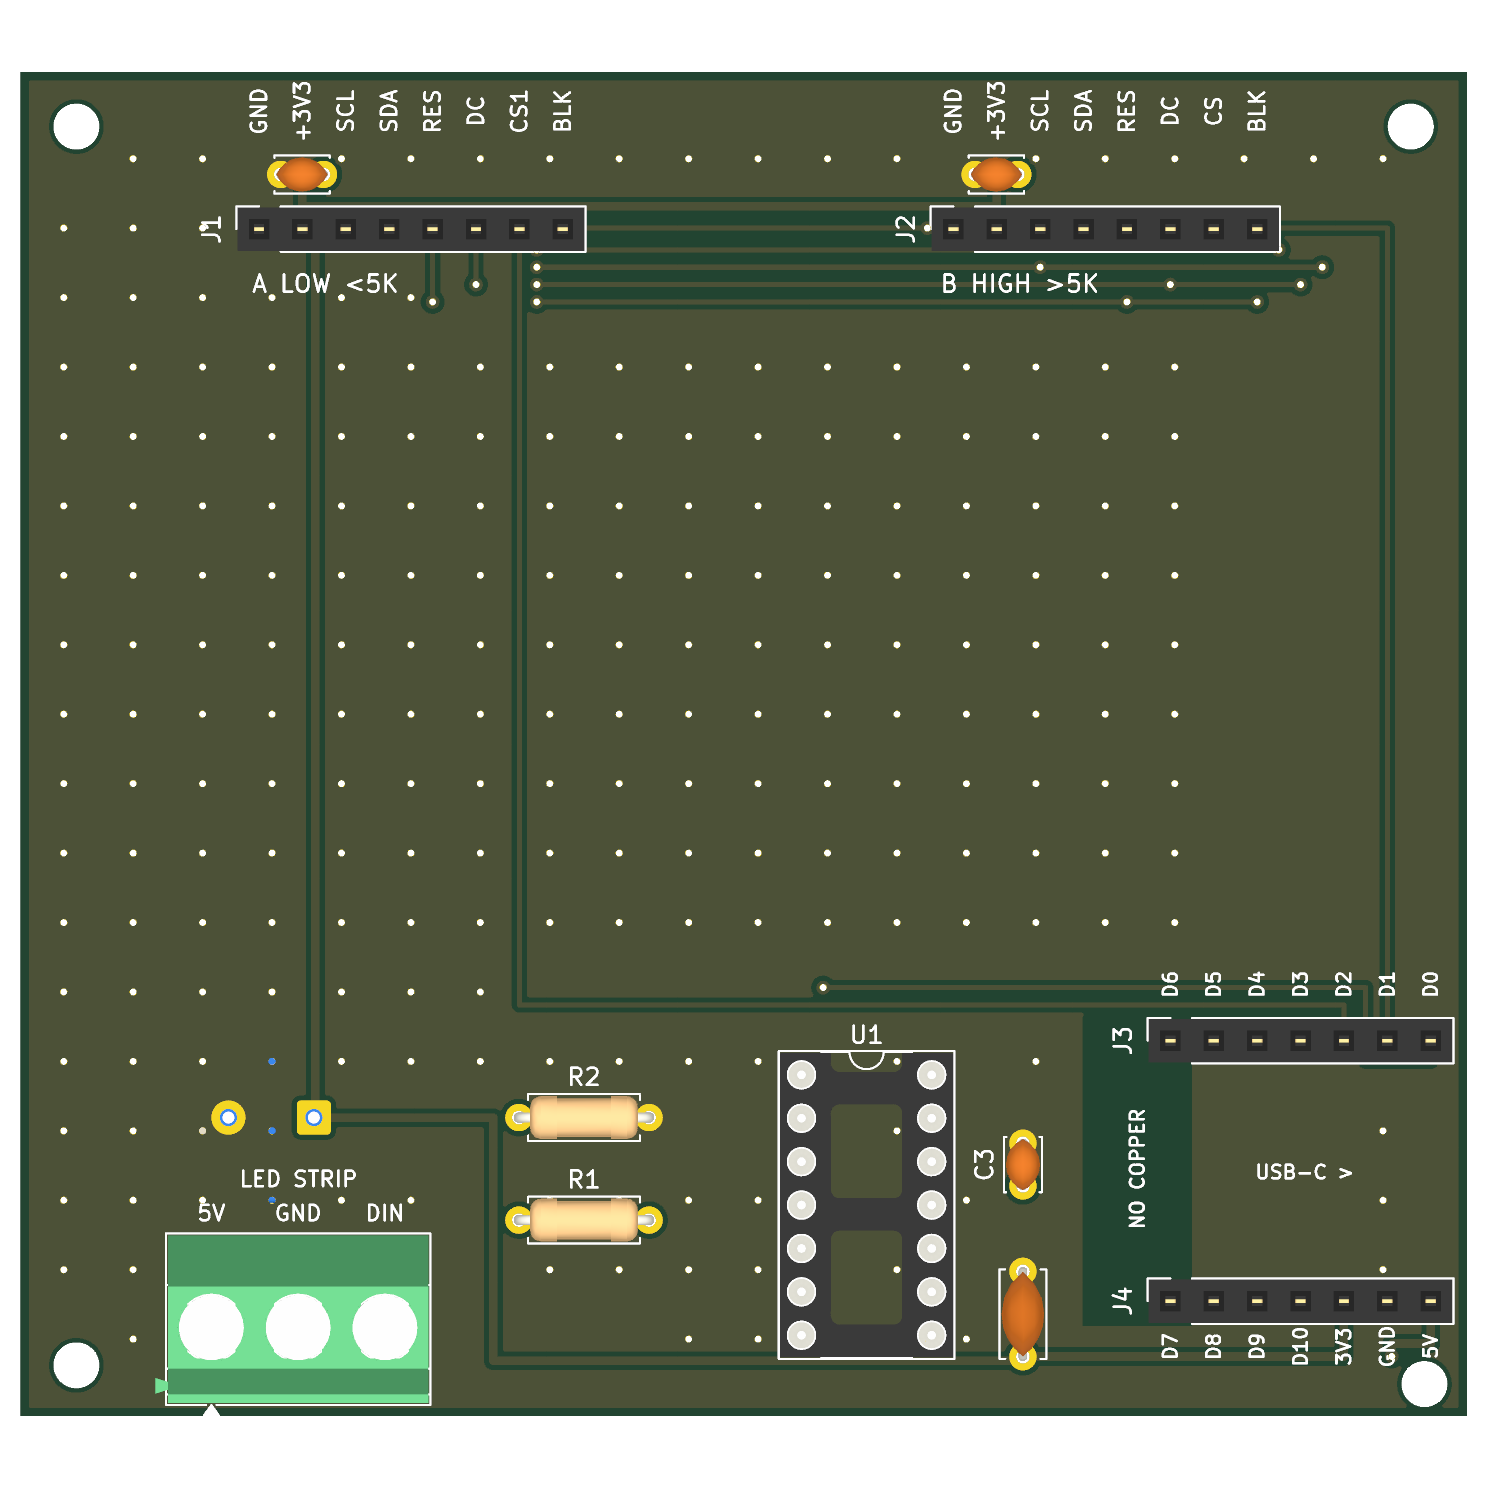 GND
+3V3
SCL
SDA
RES
DC
CS1
BLK
GND
+3V3
SCL
SDA
RES
DC
CS
BLK
J1
J2
A LOW <5K
B HIGH >5K
D6
D5
D4
D3
D2
D1
D0
U1
J3
R2
NO COPPER
C3
USB-C >
LED STRIP
R1
5V
GND
DIN
J4
D7
D8
D9
D10
3V3
GND
5V